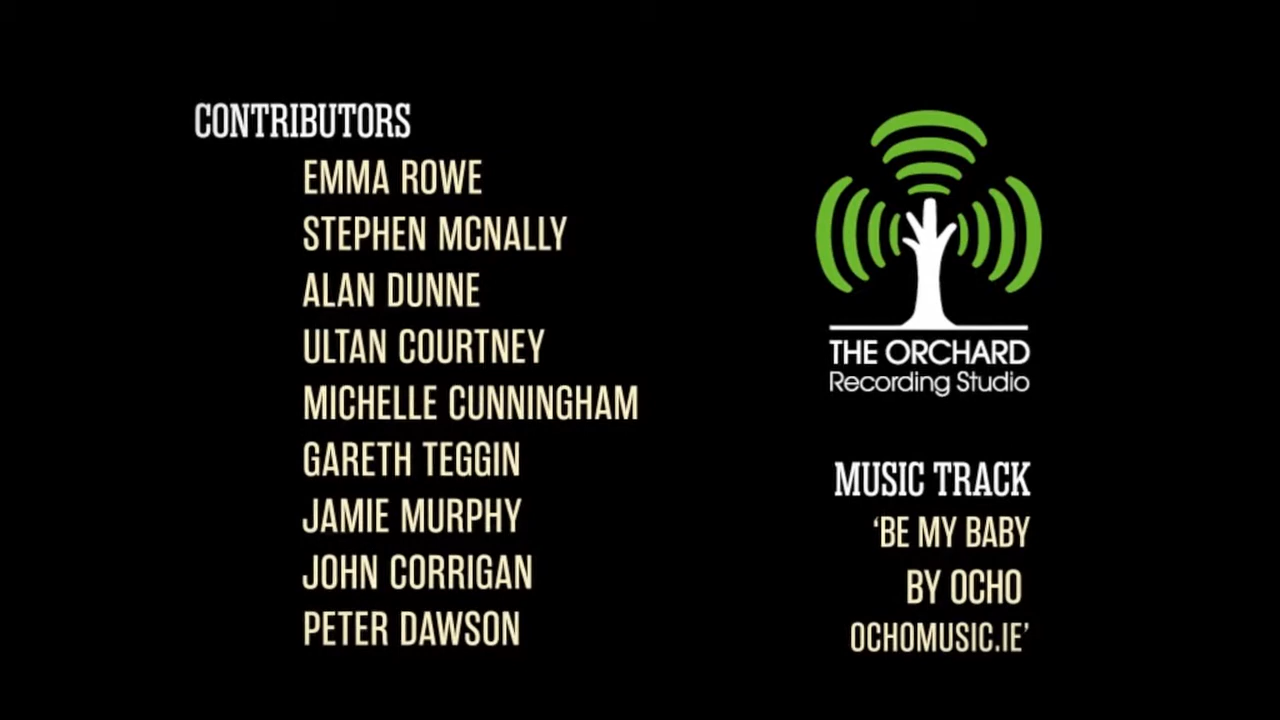 CONTRIBUTORS
EMMA ROWE
STEPHEN MCNALLY
ALAN DUNNE
ULTAN COURTNEY
MICHELLE CUNNINGHAM
GARETH TEGGIN
JAMIE MURPHY
JOHN CORRIGAN
PETER DAWSON
THE ORCHARD
Recording Studio
MUSIC TRACK
‘BE MY BABY
BY OCHO
OCHOMUSIC.IE’